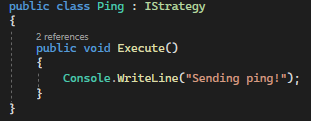 public class Ping : IStrategy
{
2 references
public void Execute()
{
Console.WriteLine("Sending ping!");
}
}